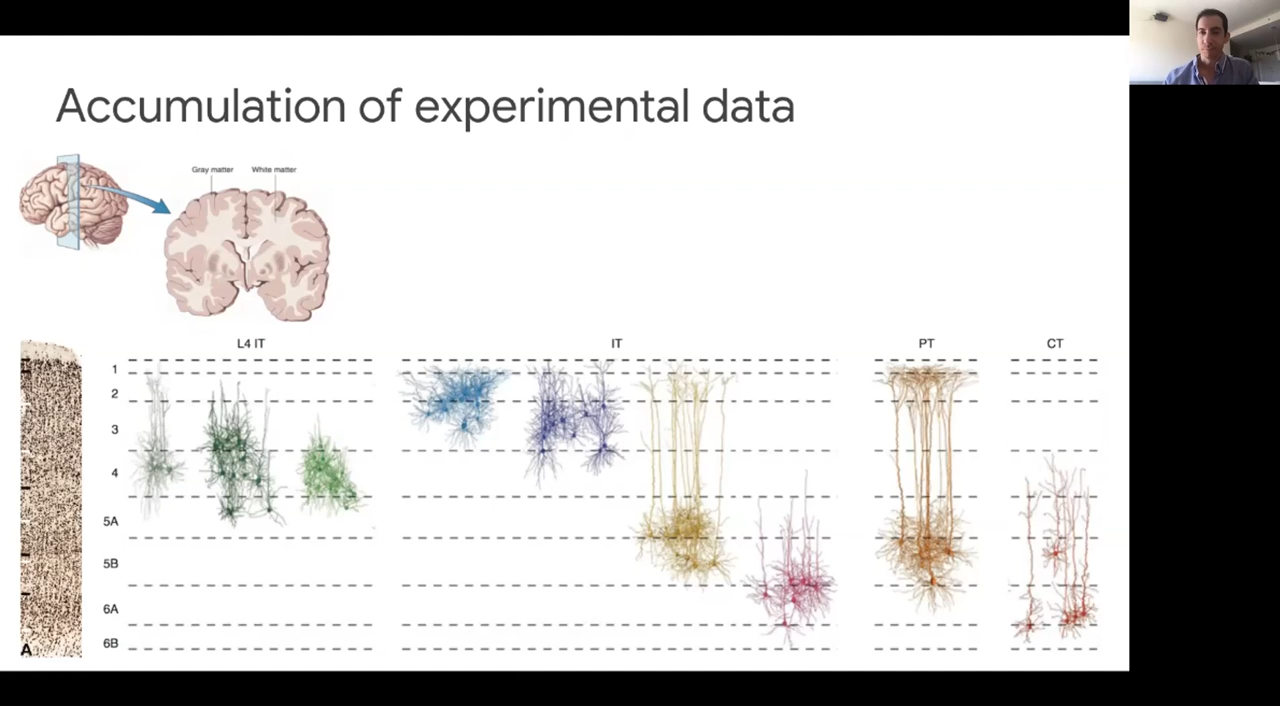 Accumulation of experimental data
Gray matter White matter
L4 IT IT PT CT
1
2
3
4
5A
5B
6A
6B
A